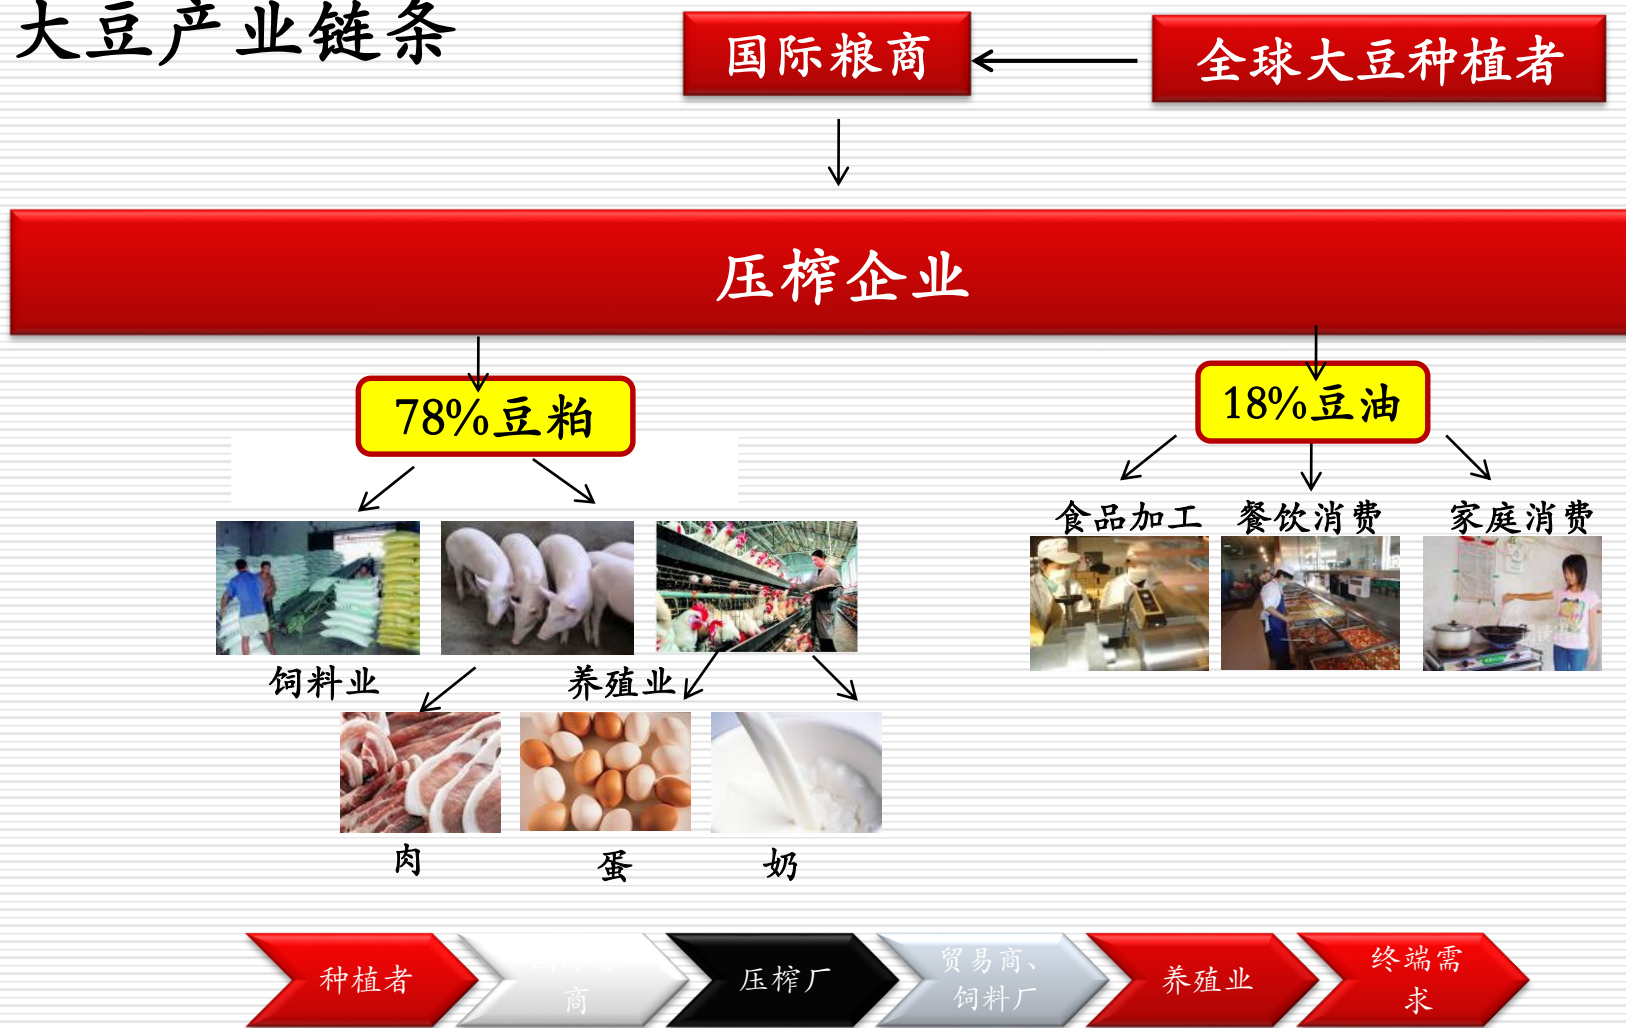 大豆产业链条
国际粮商
全球大豆种植者
压榨企业
78%豆粕
18%豆油
食品加工
餐饮消费
家庭消费
饲料业
养殖业
肉
蛋
奶
种植者
商
压榨厂
贸易商、
饲料厂
养殖业
终端需
求